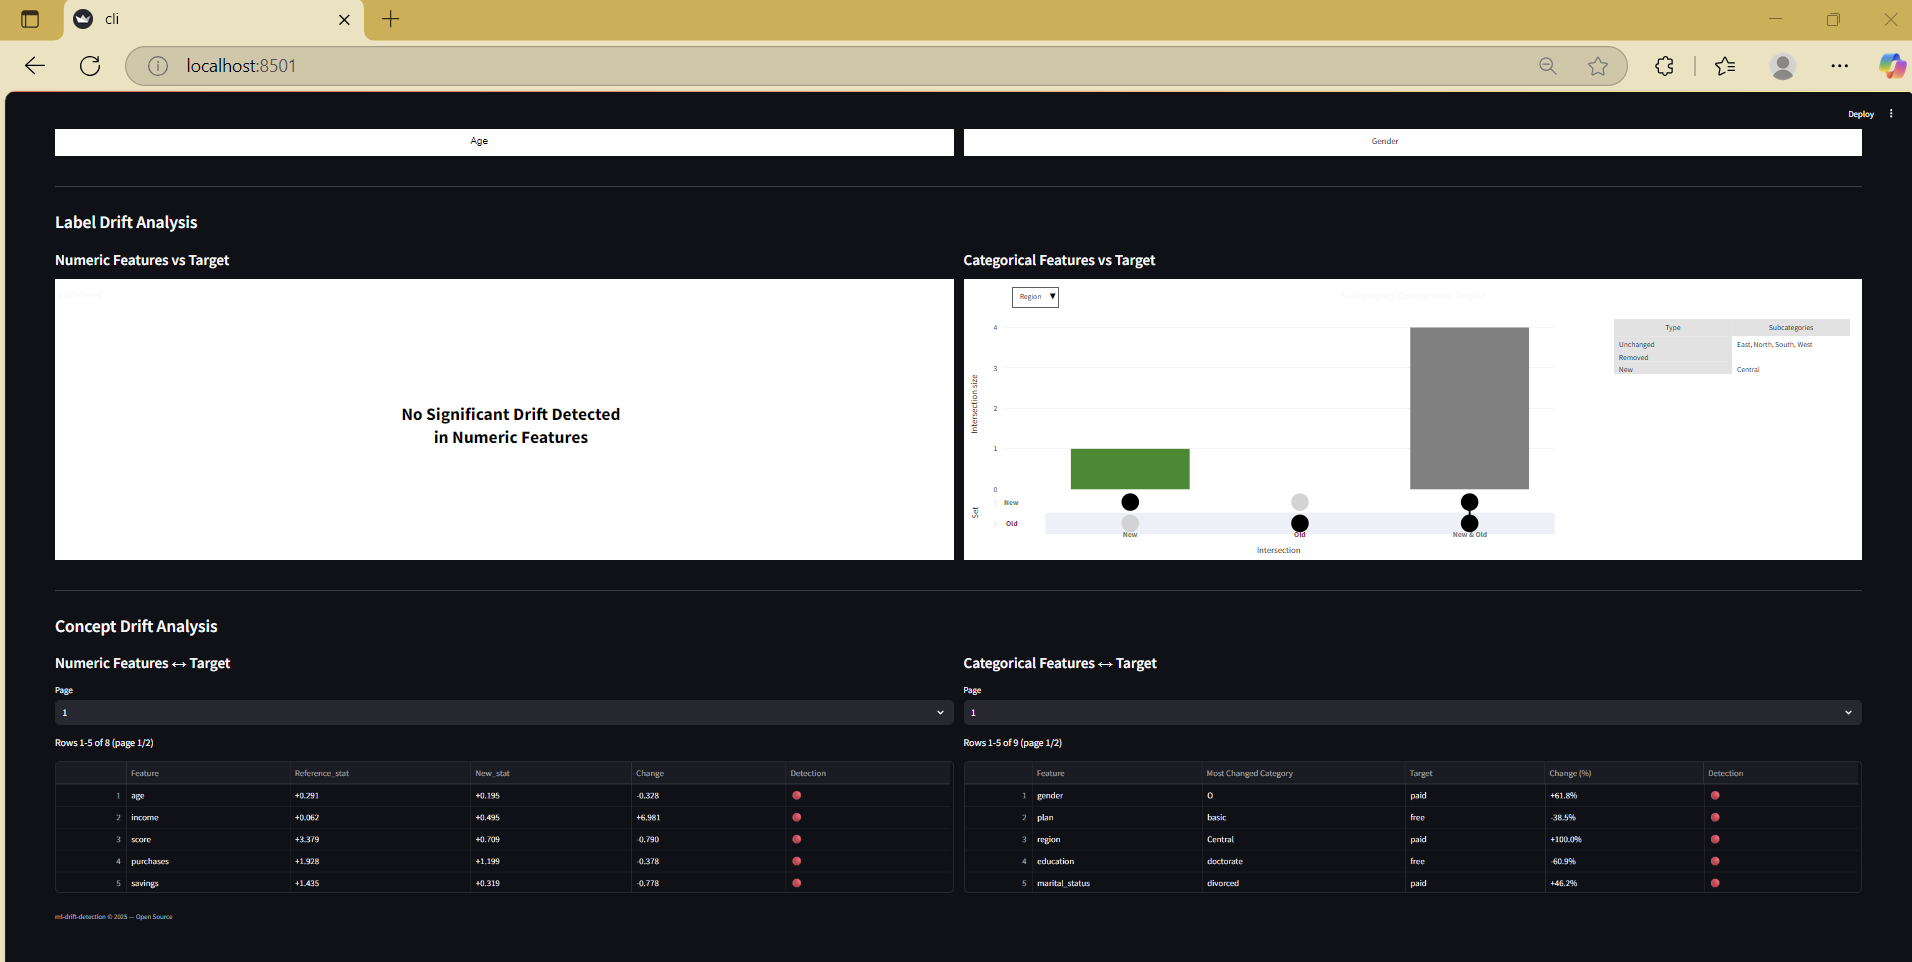 cli
localhost:8501
Deploy
Age
Gender
Label Drift Analysis
Numeric Features vs Target
Categorical Features vs Target
No Significant Drift Detected
in Numeric Features
Region ▼
4
3
2
1
0
Intersection size
Set
New
Old
New
Old
New & Old
Intersection
Type Subcategories
Unchanged East, North, South, West
Removed
New Central
Concept Drift Analysis
Numeric Features ↔ Target
Page
1
Rows 1-5 of 8 (page 1/2)
Feature Reference_stat New_stat Change Detection
1 age +0.291 +0.195 -0.328
2 income +0.062 +0.495 +6.981
3 score +3.379 +0.709 -0.790
4 purchases +1.928 +1.199 -0.378
5 savings +1.435 +0.319 -0.778
Categorical Features ↔ Target
Page
1
Rows 1-5 of 9 (page 1/2)
Feature Most Changed Category Target Change (%) Detection
1 gender O paid +61.8%
2 plan basic free -38.5%
3 region Central paid +100.0%
4 education doctorate free -60.9%
5 marital_status divorced paid +46.2%
ml-drift-detection © 2025 — Open Source